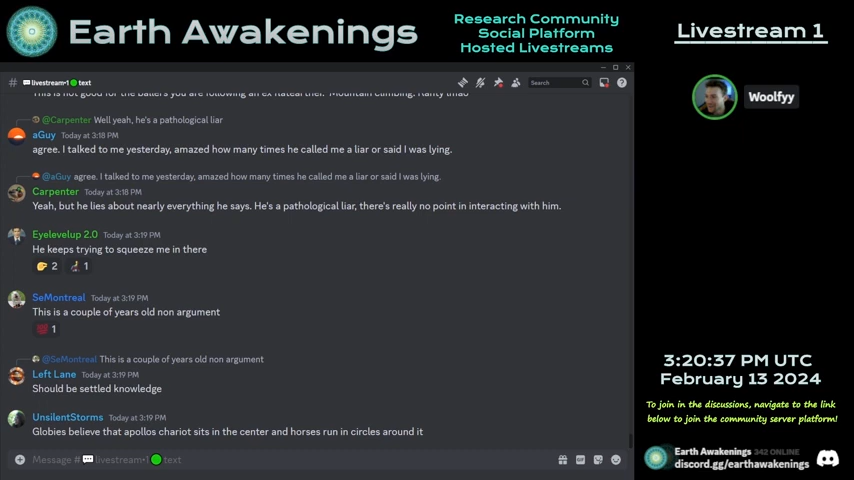 Earth Awakenings
Research Community
Social Platform
Hosted Livestreams
Livestream 1
# livestream•1 text
Search
Woolfyy
@Carpenter Well yeah, he's a pathological liar
aGuy Today at 3:18 PM
agree. I talked to me yesterday, amazed how many times he called me a liar or said I was lying.
@aGuy agree. I talked to me yesterday, amazed how many times he called me a liar or said I was lying.
Carpenter Today at 3:18 PM
Yeah, but he lies about nearly everything he says. He's a pathological liar, there's really no point in interacting with him.
Eyelevelup 2.0 Today at 3:19 PM
He keeps trying to squeeze me in there
2 1
SeMontreal Today at 3:19 PM
This is a couple of years old non argument
1
@SeMontreal This is a couple of years old non argument
Left Lane Today at 3:19 PM
Should be settled knowledge
UnsilentStorms Today at 3:19 PM
Globies believe that apollos chariot sits in the center and horses run in circles around it
Message # livestream•1 text
GIF
3:20:37 PM UTC
February 13 2024
To join in the discussions, navigate to the link
below to join the community server platform!
Earth Awakenings 342 ONLINE
discord.gg/earthawakenings